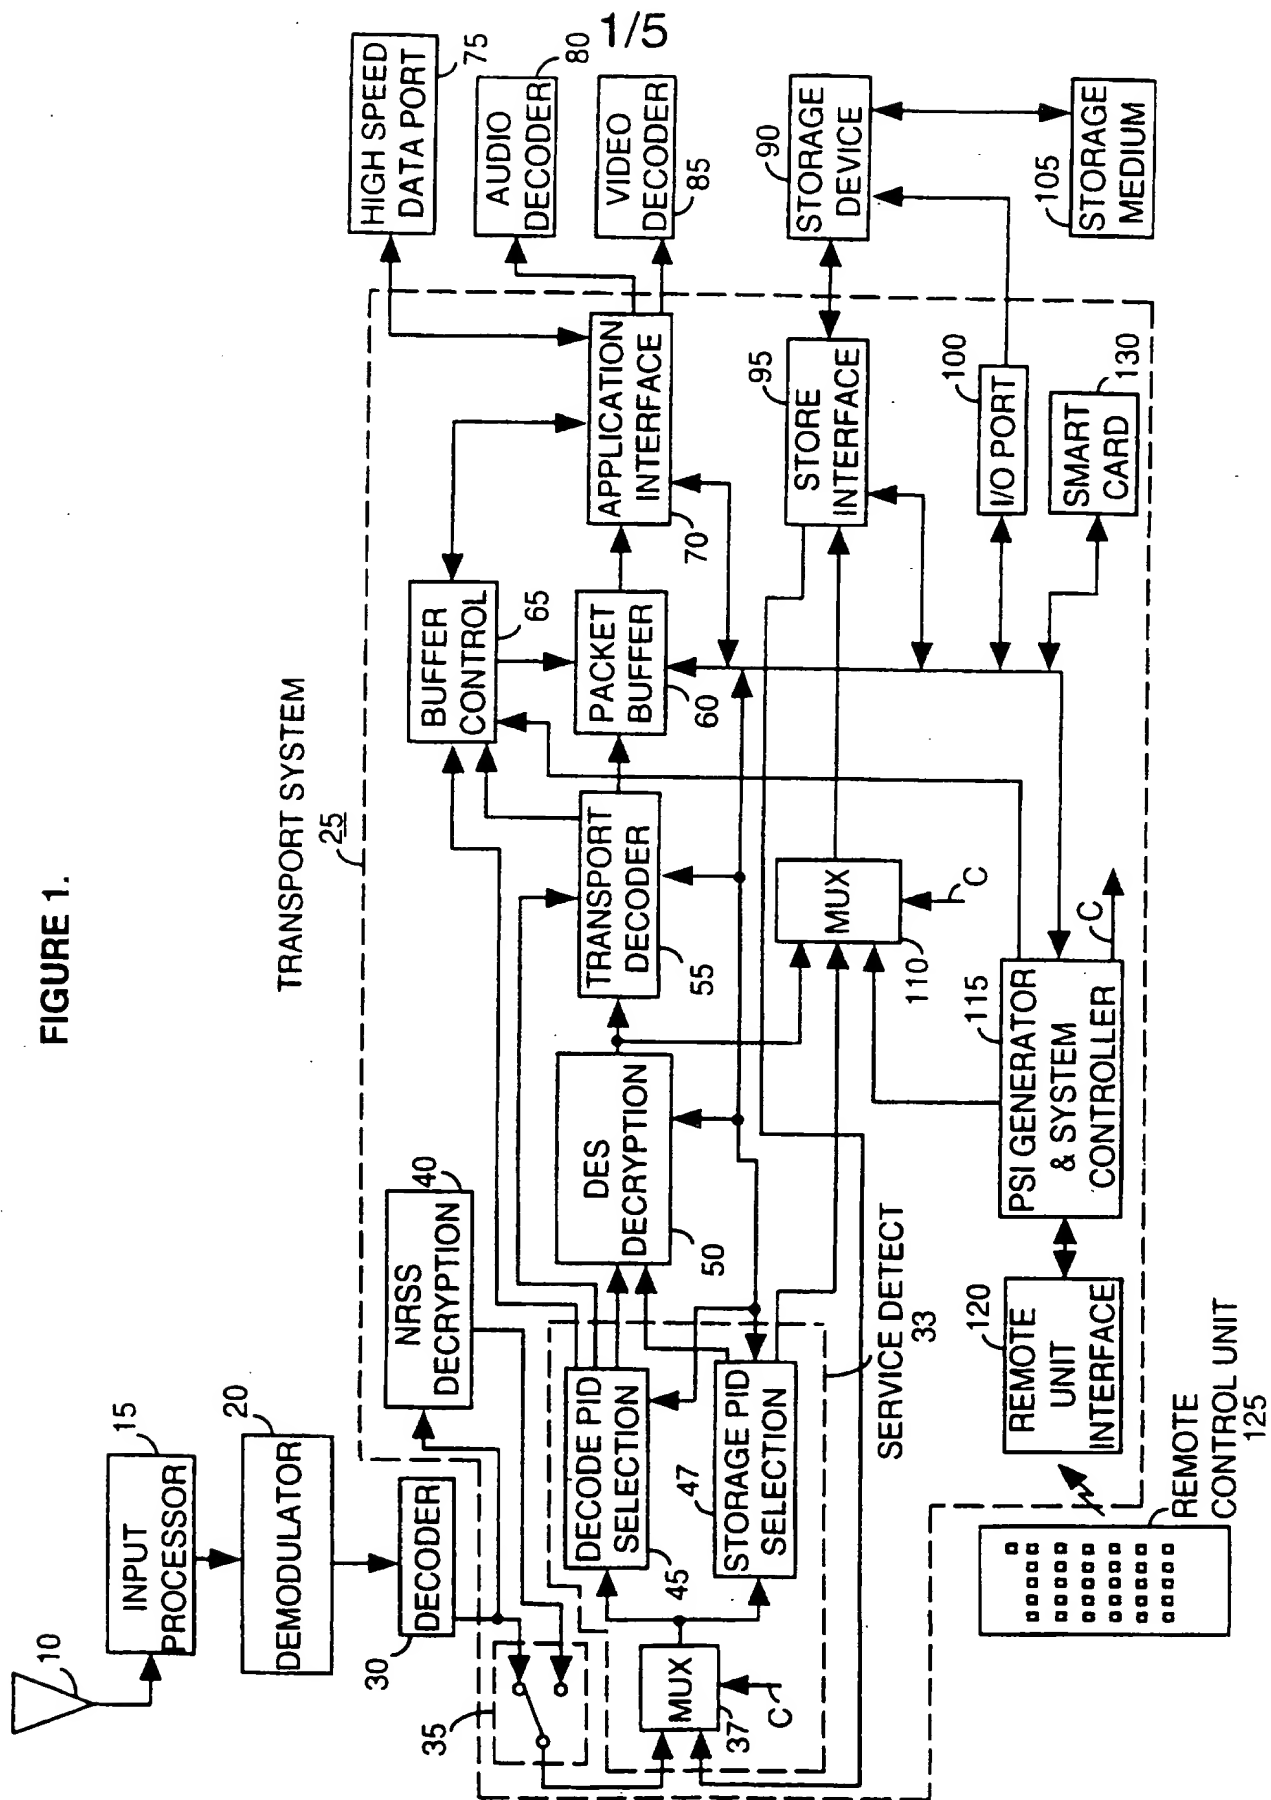 1/5
FIGURE 1.
TRANSPORT SYSTEM
25
10
INPUT
PROCESSOR
15
DEMODULATOR
20
DECODER
30
35
NRSS
DECRYPTION
40
MUX
37
C
DECODE PID
SELECTION
45
STORAGE PID
SELECTION
47
SERVICE DETECT
33
DES
DECRYPTION
50
TRANSPORT
DECODER
55
PACKET
BUFFER
60
BUFFER
CONTROL
65
APPLICATION
INTERFACE
70
HIGH SPEED
DATA PORT
75
AUDIO
DECODER
80
VIDEO
DECODER
85
STORAGE
DEVICE
90
STORE
INTERFACE
95
I/O PORT
100
STORAGE
MEDIUM
105
MUX
110
C
PSI GENERATOR
& SYSTEM
CONTROLLER
115
C
REMOTE
UNIT
INTERFACE
120
REMOTE
CONTROL UNIT
125
SMART
CARD
130